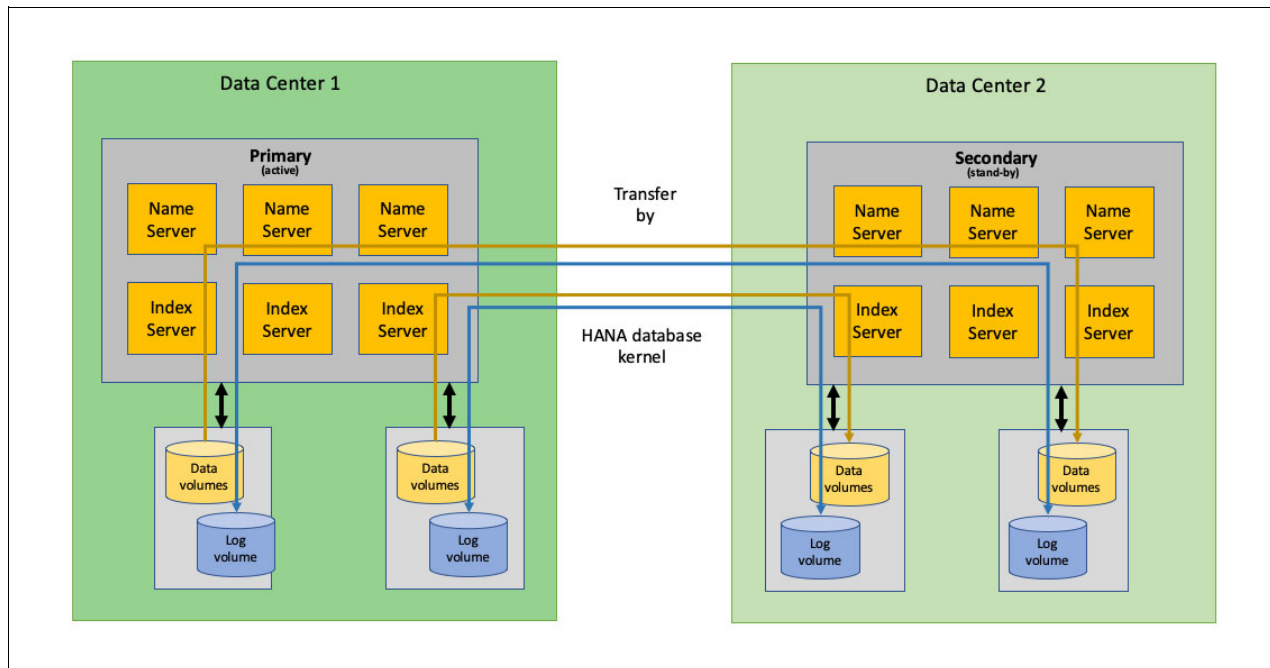 Data Center 1
Data Center 2
Primary
(active)
Name
Server
Name
Server
Name
Server
Index
Server
Index
Server
Index
Server
Transfer
by
HANA database
kernel
Secondary
(stand-by)
Name
Server
Name
Server
Name
Server
Index
Server
Index
Server
Index
Server
Data
volumes
Log
volume
Data
volumes
Log
volume
Data
volumes
Log
volume
Data
volumes
Log
volume